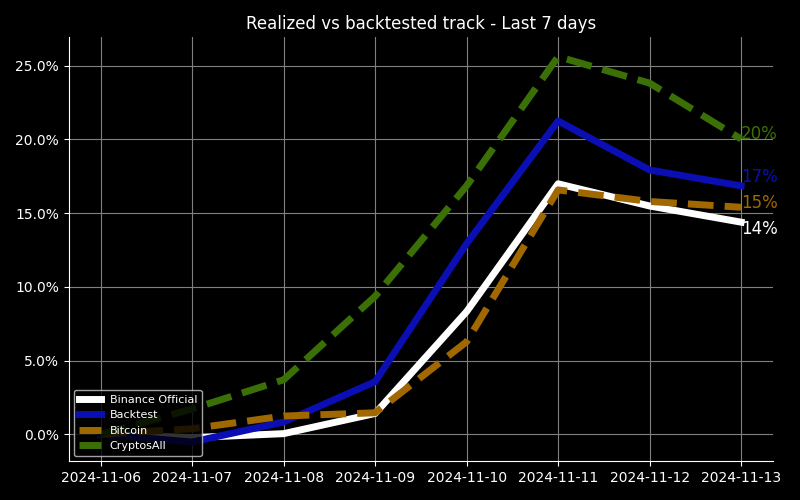 Realized vs backtested track - Last 7 days
25.0%
20.0%
15.0%
10.0%
5.0%
0.0%
20%
17%
15%
14%
Binance Official
Backtest
Bitcoin
CryptosAll
2024-11-06 2024-11-07 2024-11-08 2024-11-09 2024-11-10 2024-11-11 2024-11-12 2024-11-13